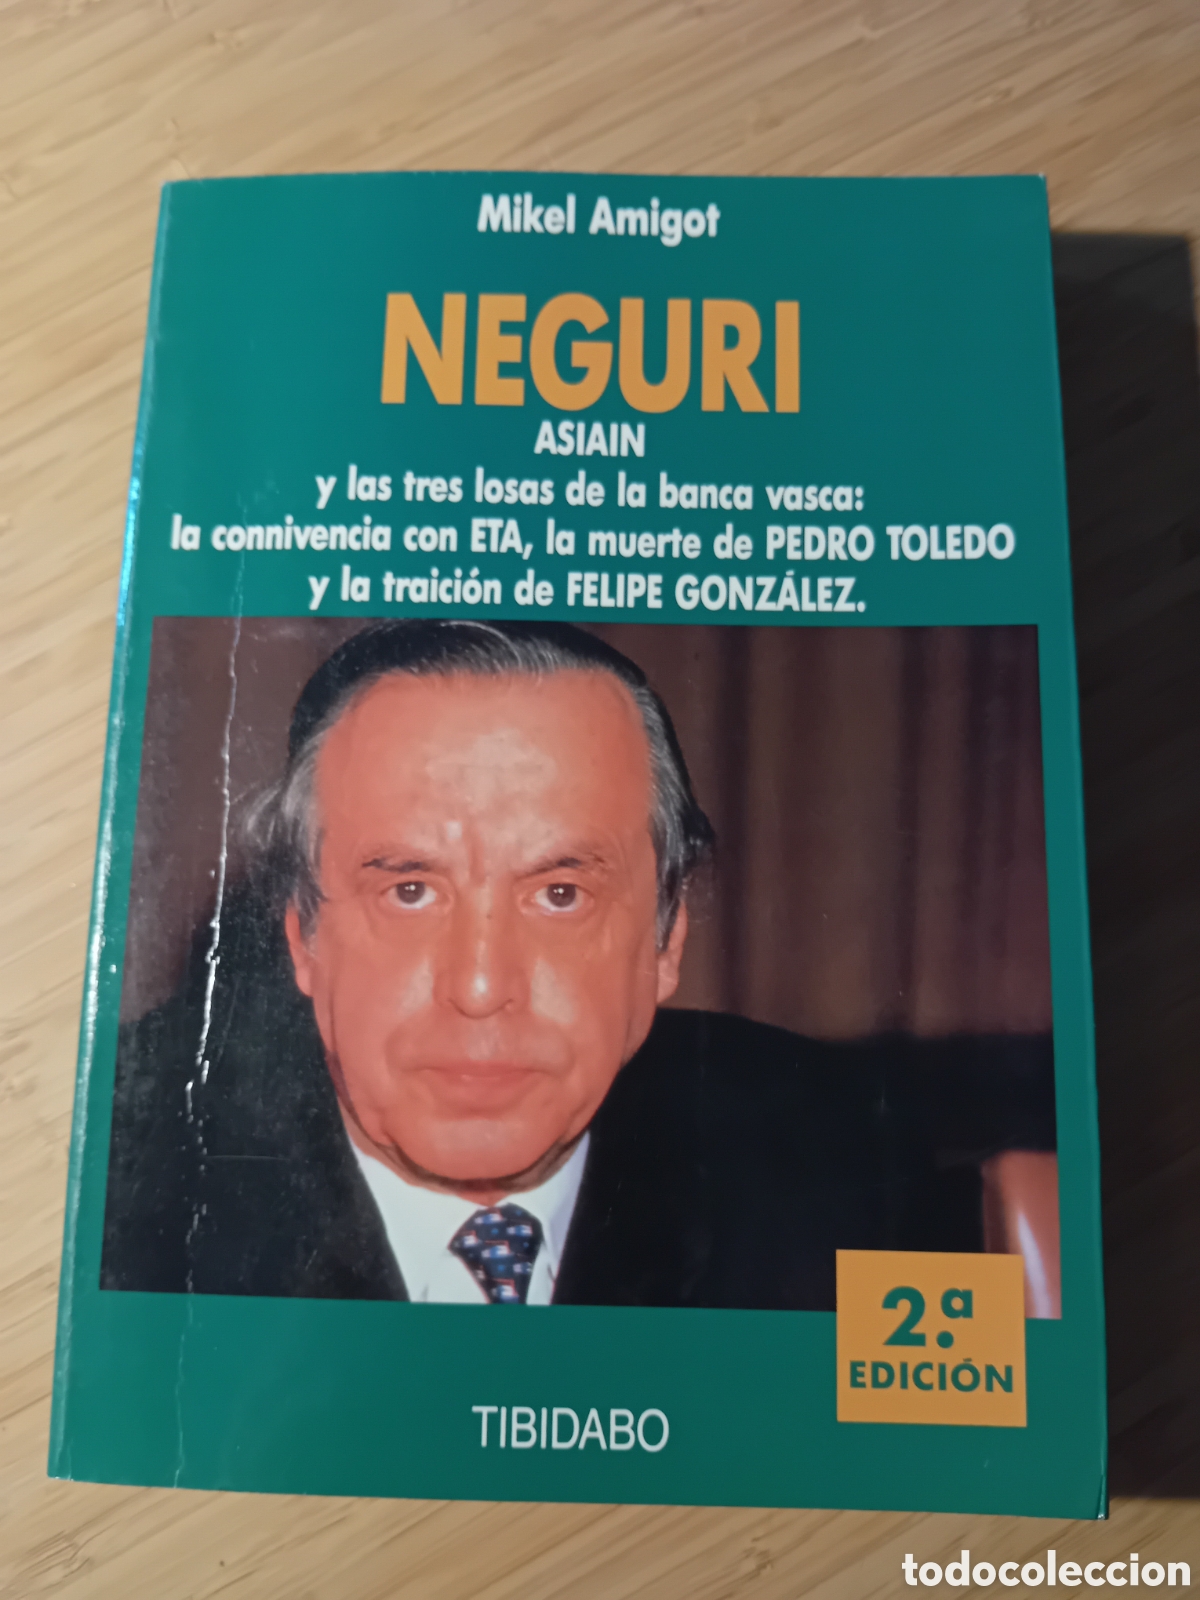 Mikel Amigot
NEGURI
ASIAIN
y las tres losas de la banca vasca:
la connivencia con ETA, la muerte de PEDRO TOLEDO
y la traición de FELIPE GONZÁLEZ.
2.ª
EDICIÓN
TIBIDABO
todocoleccion